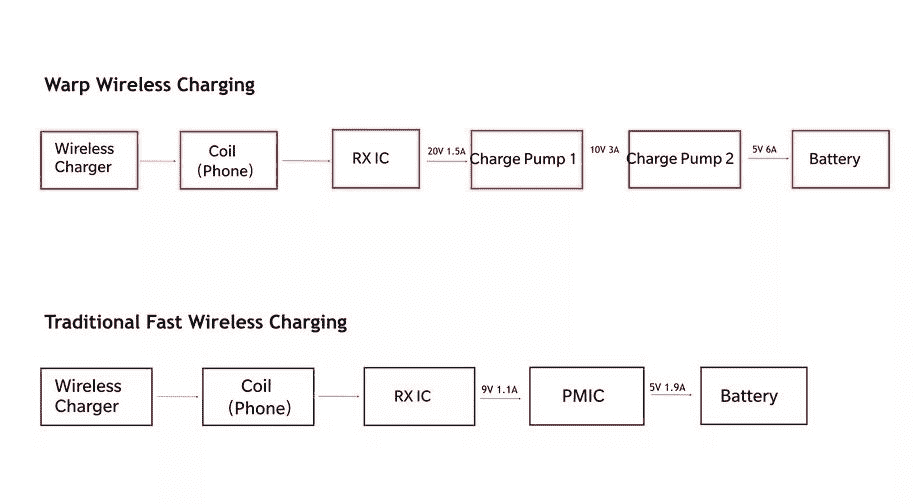 Warp Wireless Charging
Wireless
Charger
Coil
(Phone)
RX IC
20V 1.5A
Charge Pump 1
10V 3A
Charge Pump 2
5V 6A
Battery
Traditional Fast Wireless Charging
Wireless
Charger
Coil
(Phone)
RX IC
9V 1.1A
PMIC
5V 1.9A
Battery